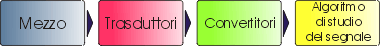 Mezzo
Trasduttori
Convertitori
Algoritmo
di studio
del segnale